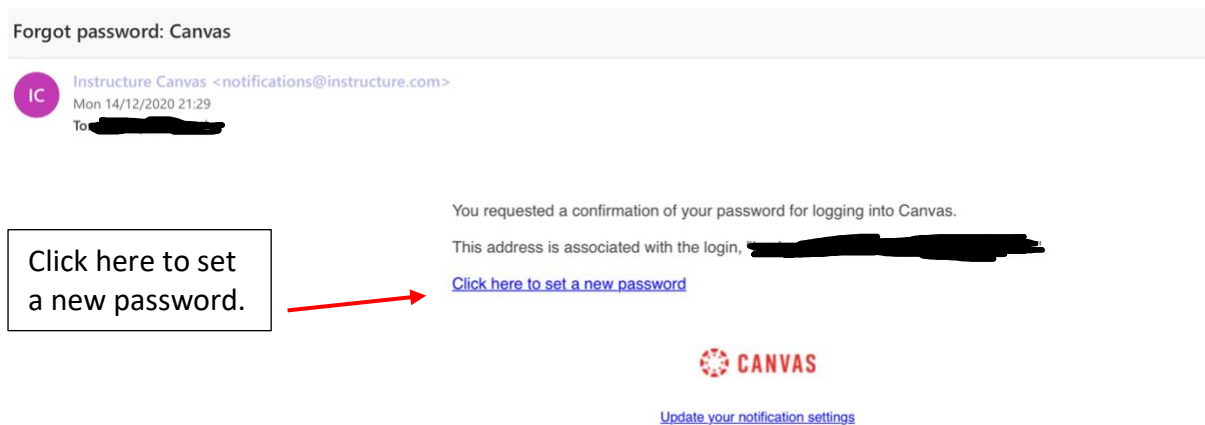 Forgot password: Canvas
IC
Instructure Canvas <notifications@instructure.com>
Mon 14/12/2020 21:29
To:
You requested a confirmation of your password for logging into Canvas.
This address is associated with the login, "
Click here to set
a new password.
Click here to set a new password
CANVAS
Update your notification settings